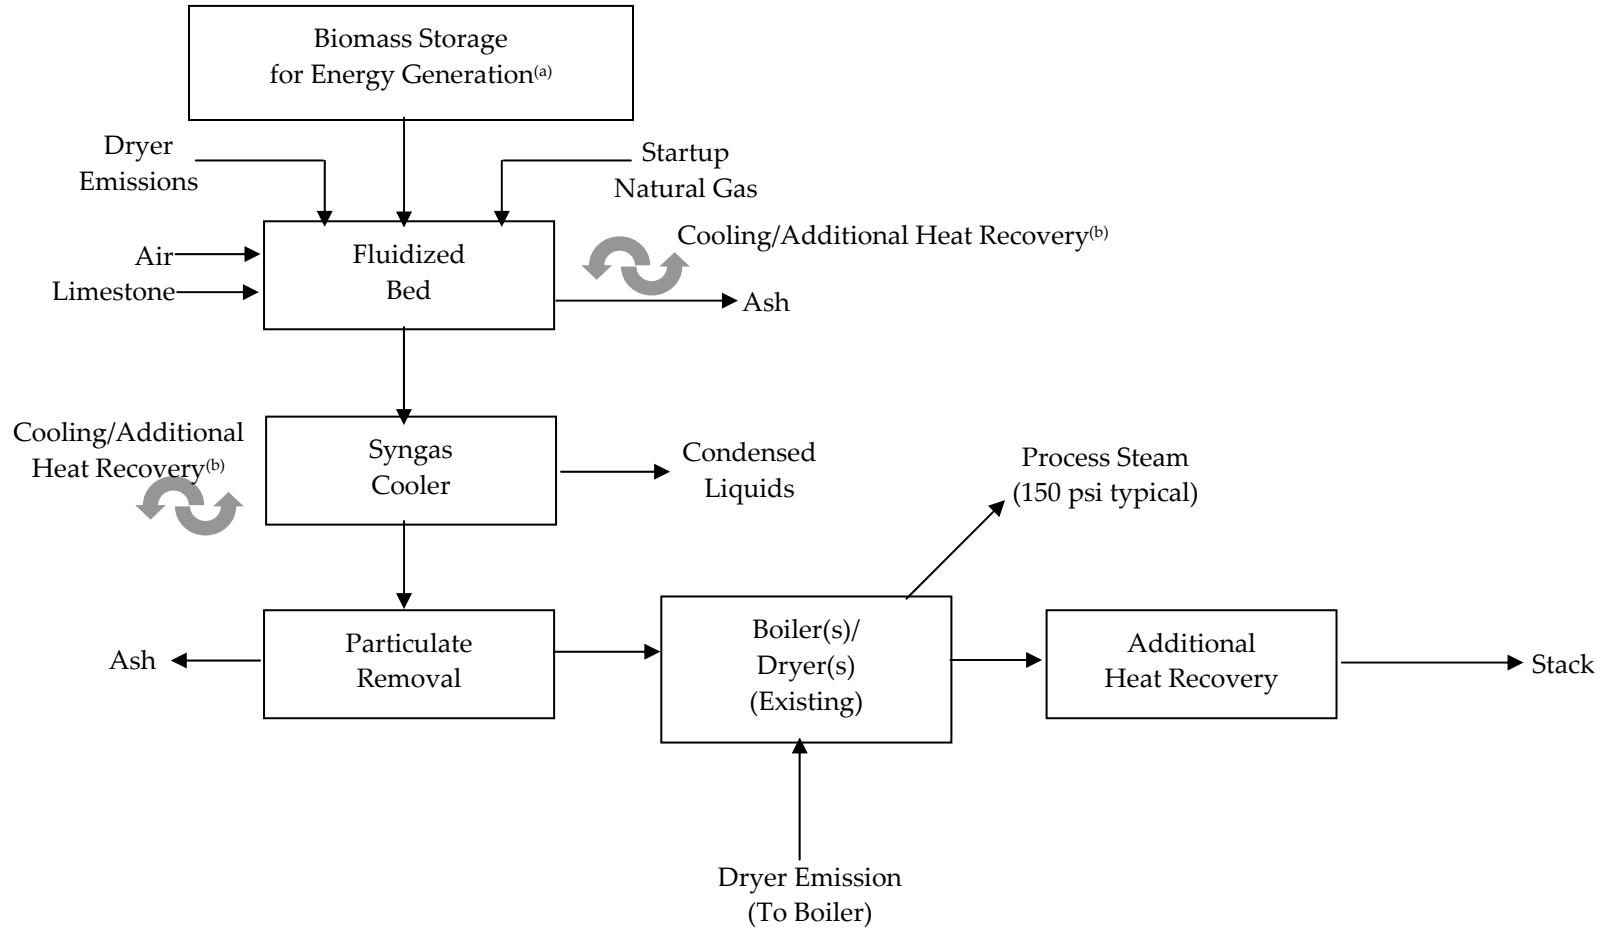 Biomass Storage
for Energy Generation(a)
Dryer
Emissions
Startup
Natural Gas
Air
Limestone
Fluidized
Bed
Cooling/Additional Heat Recovery(b)
Ash
Cooling/Additional
Heat Recovery(b)
Syngas
Cooler
Condensed
Liquids
Process Steam
(150 psi typical)
Ash
Particulate
Removal
Boiler(s)/
Dryer(s)
(Existing)
Additional
Heat Recovery
Stack
Dryer Emission
(To Boiler)